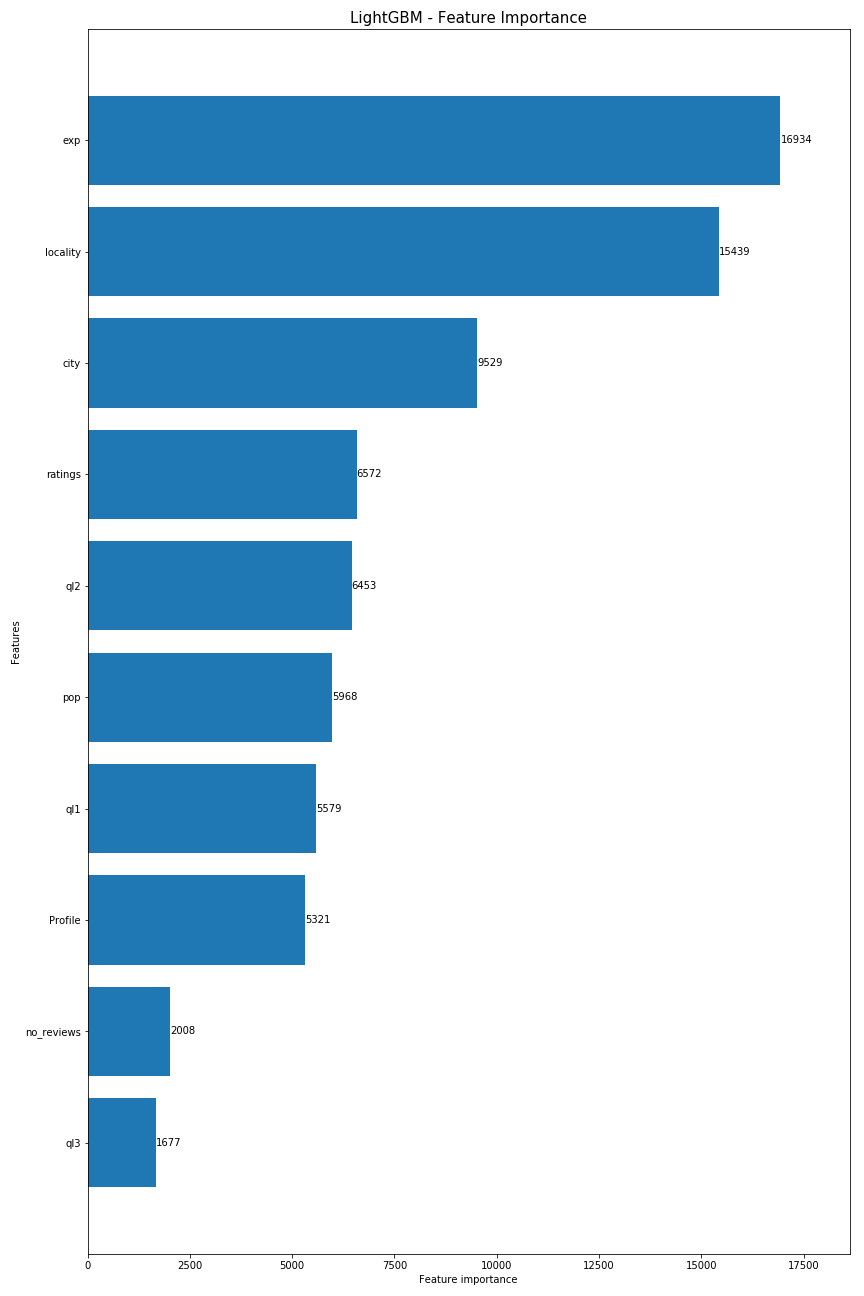 LightGBM - Feature Importance
exp
16934
locality
15439
city
9529
ratings
6572
ql2
6453
pop
5968
ql1
5579
Profile
5321
no_reviews
2008
ql3
1677
Features
0 2500 5000 7500 10000 12500 15000 17500
Feature importance